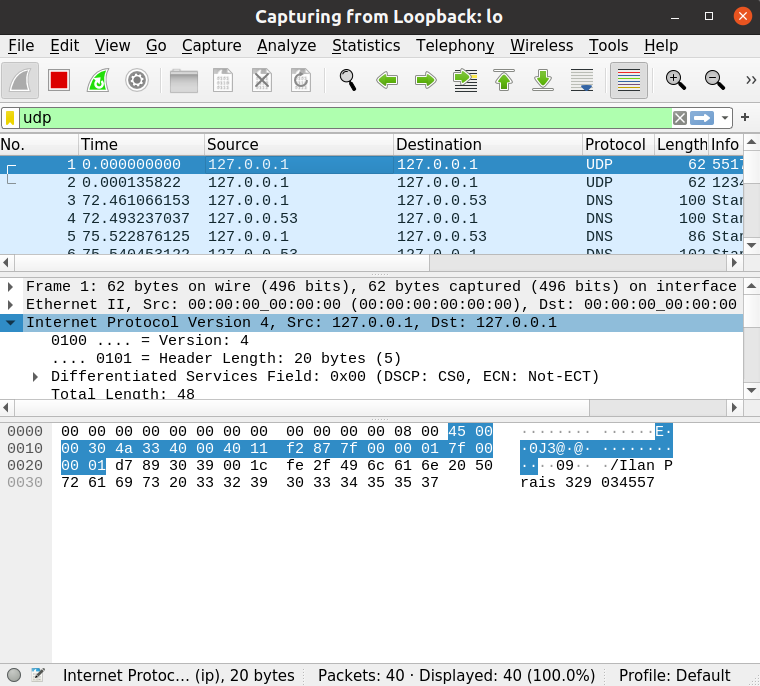 Capturing from Loopback: lo
File Edit View Go Capture Analyze Statistics Telephony Wireless Tools Help
udp
No. Time Source Destination Protocol Length Info
1 0.000000000 127.0.0.1 127.0.0.1 UDP 62 5517
2 0.000135822 127.0.0.1 127.0.0.1 UDP 62 1234
3 72.461066153 127.0.0.1 127.0.0.53 DNS 100 Star
4 72.493237037 127.0.0.53 127.0.0.1 DNS 100 Star
5 75.522876125 127.0.0.1 127.0.0.53 DNS 86 Star
6 75.540453122 127.0.0.53 127.0.0.1 DNS 102 Star
Frame 1: 62 bytes on wire (496 bits), 62 bytes captured (496 bits) on interface
Ethernet II, Src: 00:00:00_00:00:00 (00:00:00:00:00:00), Dst: 00:00:00_00:00:00
Internet Protocol Version 4, Src: 127.0.0.1, Dst: 127.0.0.1
0100 .... = Version: 4
.... 0101 = Header Length: 20 bytes (5)
Differentiated Services Field: 0x00 (DSCP: CS0, ECN: Not-ECT)
Total Length: 48
0000 00 00 00 00 00 00 00 00 00 00 00 00 08 00 45 00 ········ ······E·
0010 00 30 4a 33 40 00 40 11 f2 87 7f 00 00 01 7f 00 ·0J3@·@· ········
0020 00 01 d7 89 30 39 00 1c fe 2f 49 6c 61 6e 20 50 ····09·· ·/Ilan P
0030 72 61 69 73 20 33 32 39 30 33 34 35 35 37 rais 329 034557
Internet Protoc... (ip), 20 bytes Packets: 40 · Displayed: 40 (100.0%) Profile: Default